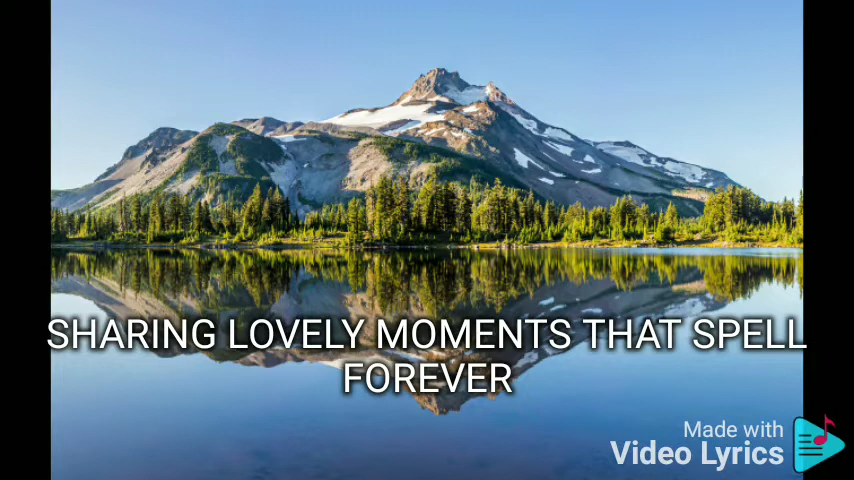 SHARING LOVELY MOMENTS THAT SPELL
FOREVER
Made with
Video Lyrics